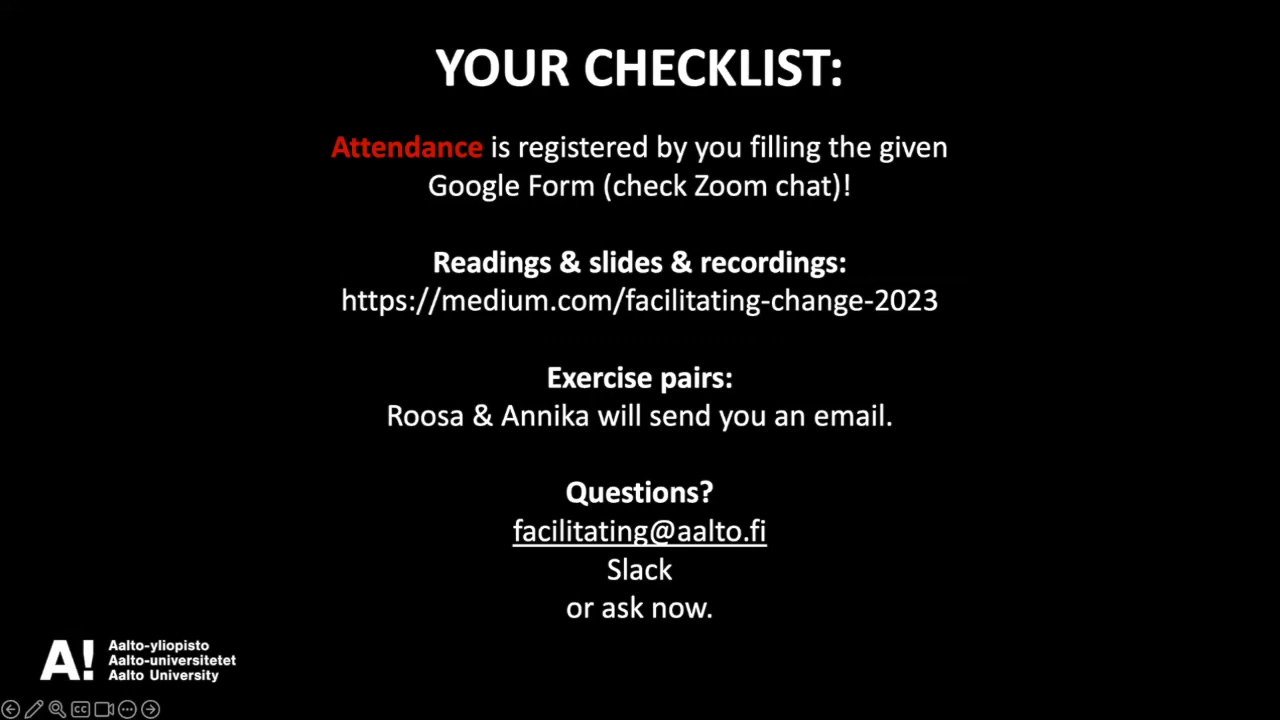 YOUR CHECKLIST:
Attendance is registered by you filling the given
Google Form (check Zoom chat)!
Readings & slides & recordings:
https://medium.com/facilitating-change-2023
Exercise pairs:
Roosa & Annika will send you an email.
Questions?
facilitating@aalto.fi
Slack
or ask now.
A!
Aalto-yliopisto
Aalto-universitetet
Aalto University
CC